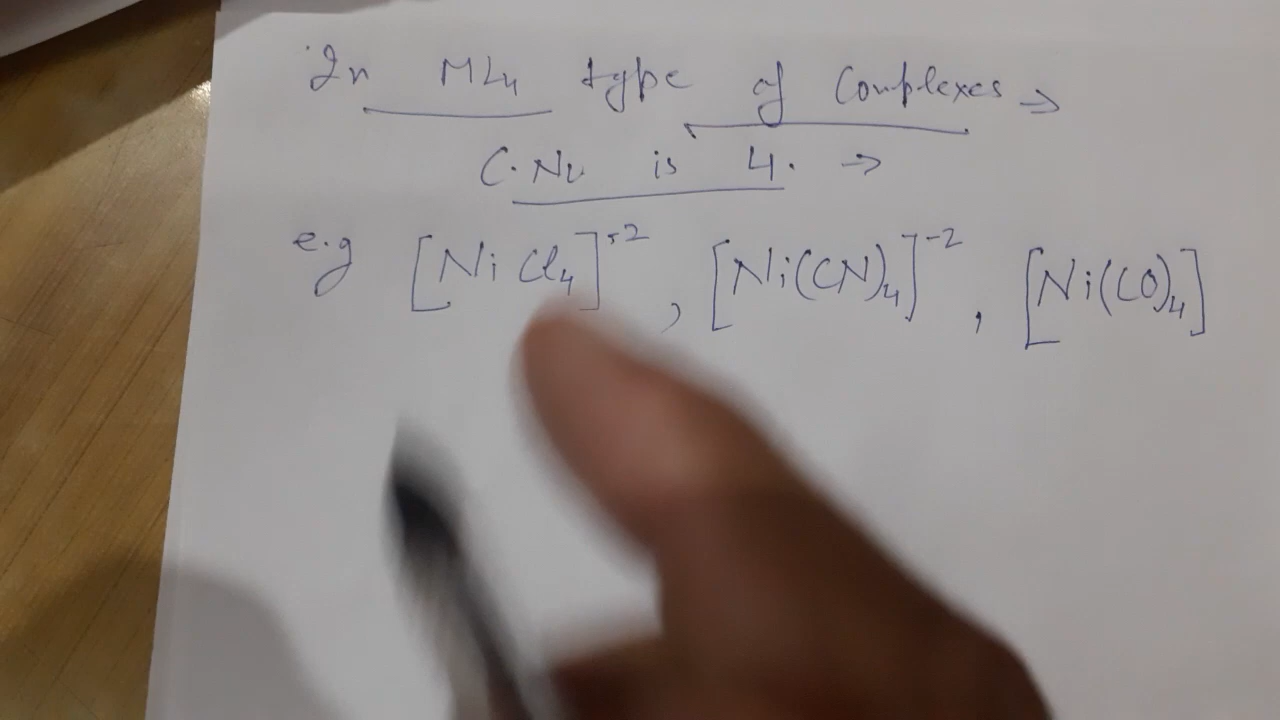 In ML₄ type of Complexes →
C.No is 4. →
e.g [NiCl₄]⁻², [Ni(CN)₄]⁻², [Ni(CO)₄]